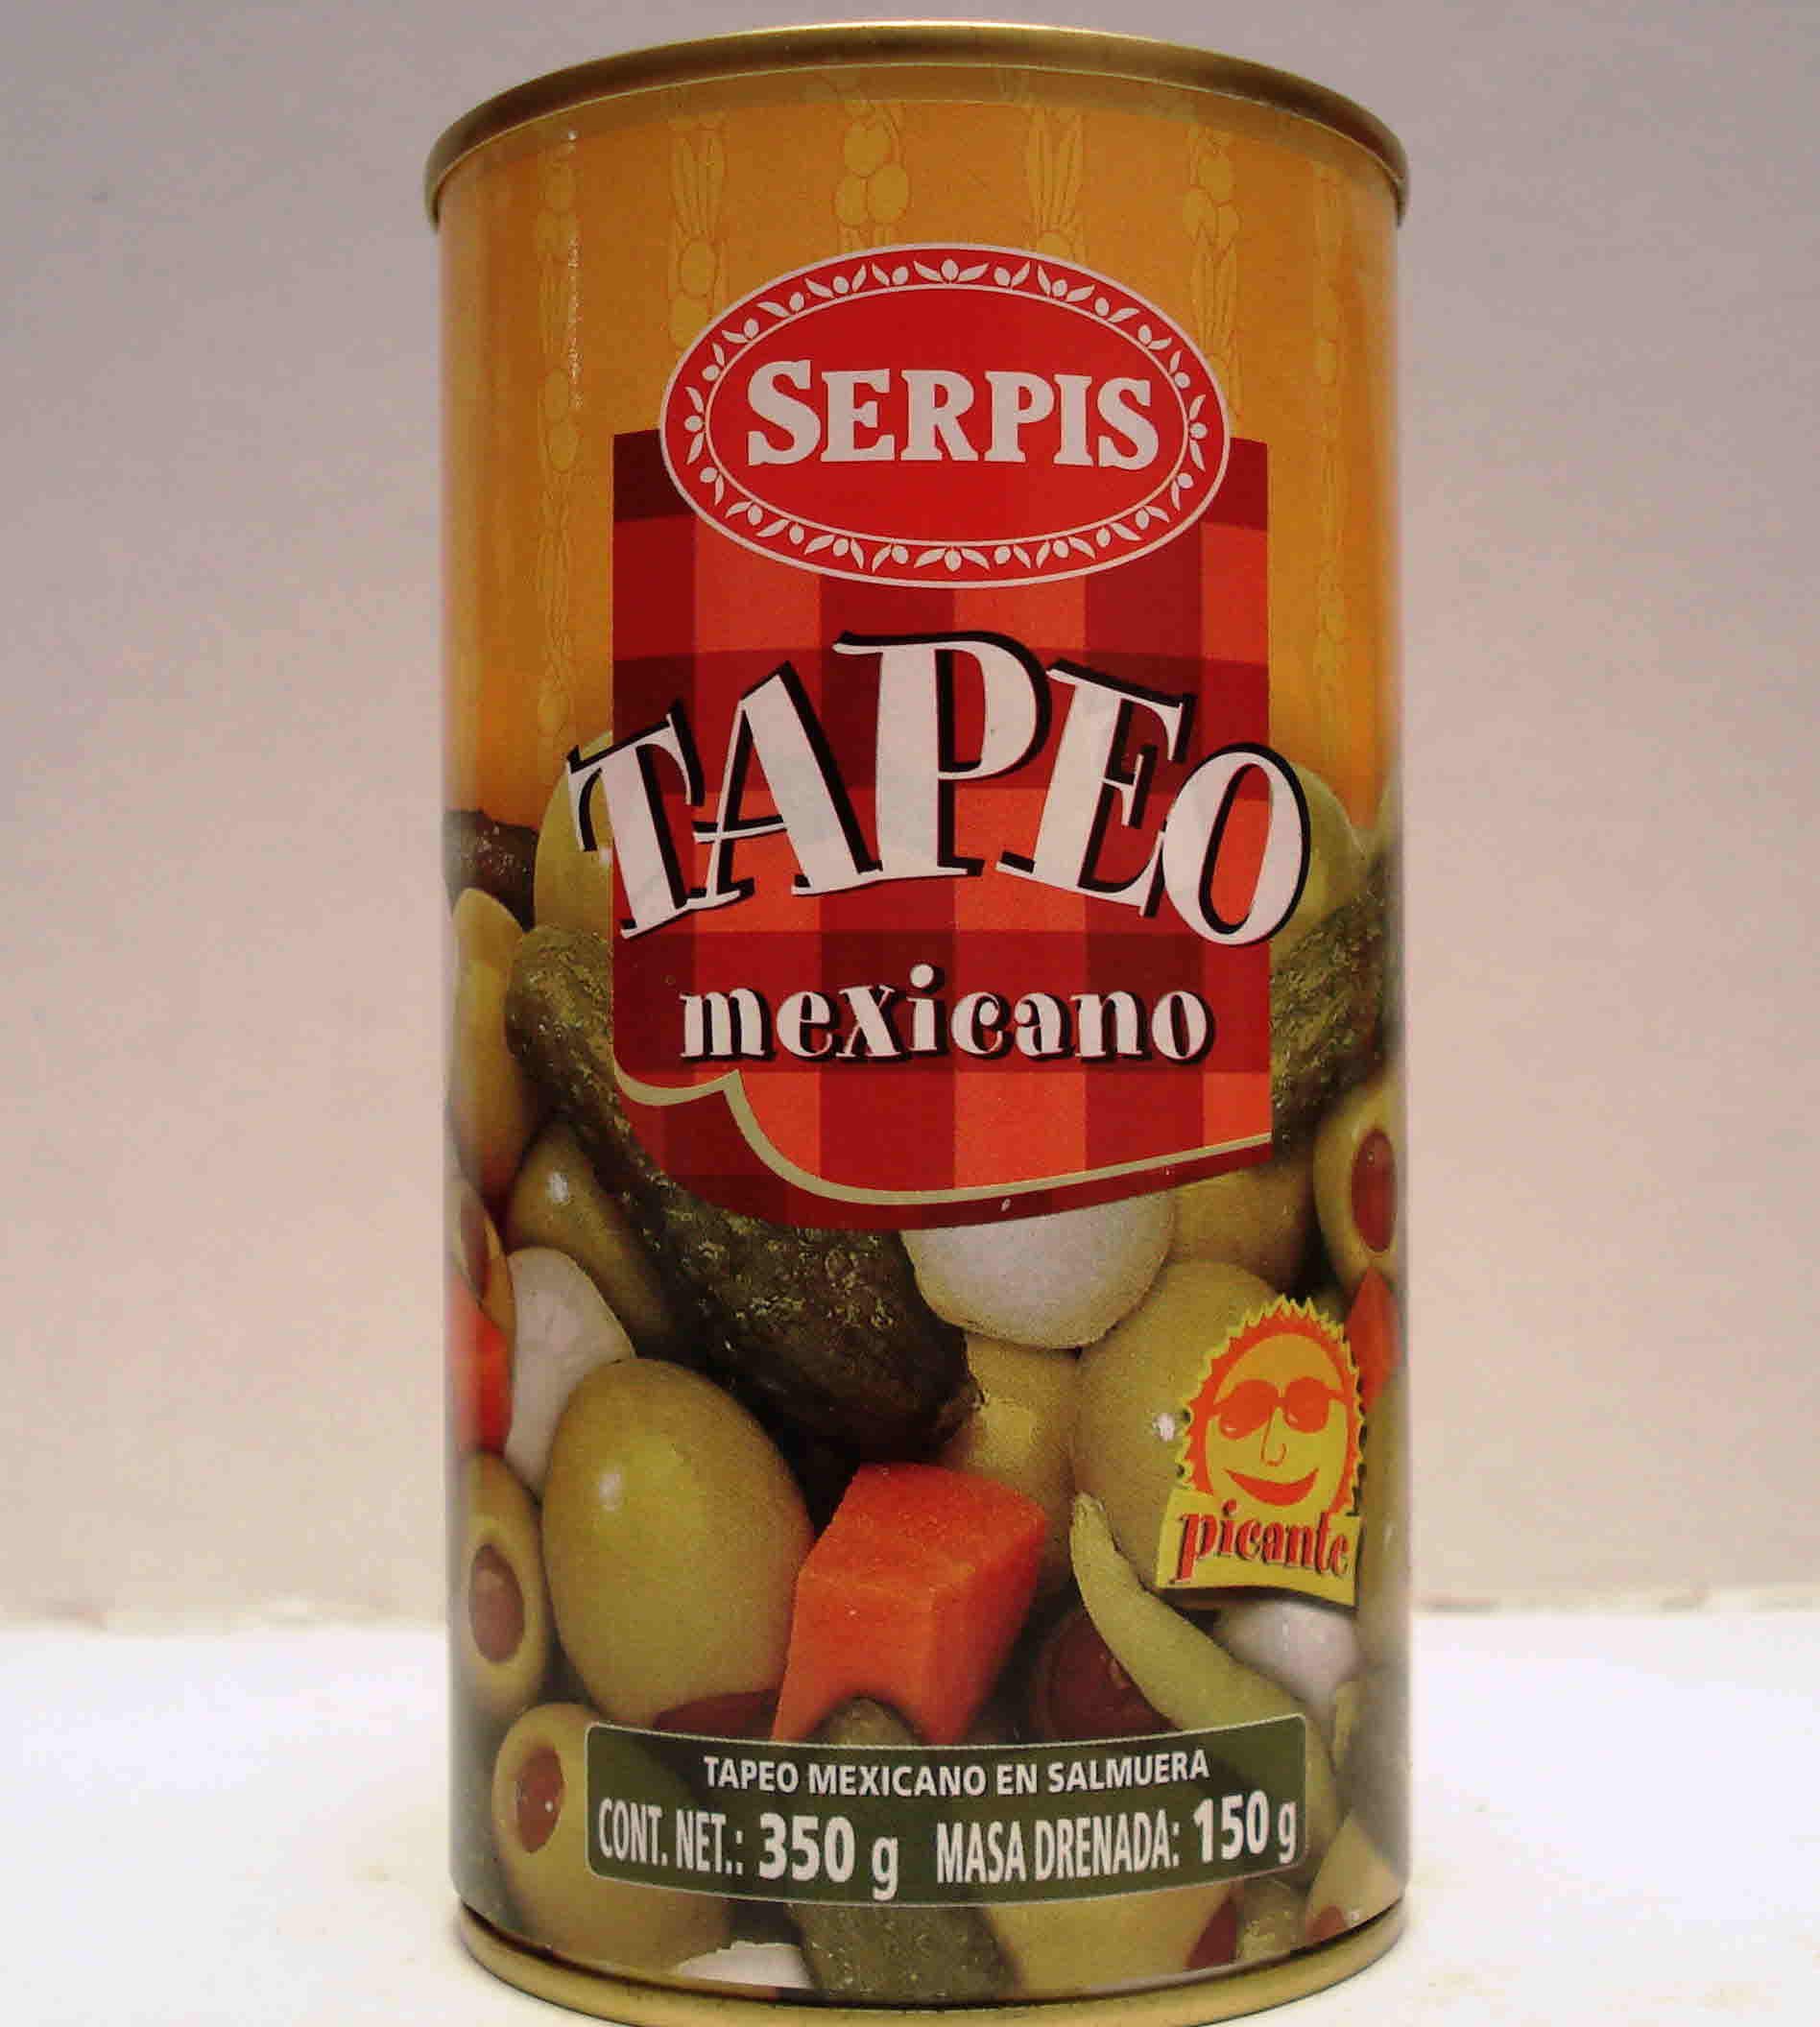 SERPIS
TAPEO
mexicano
picante
TAPEO MEXICANO EN SALMUERA
CONT. NET.: 350 g MASA DRENADA: 150 g